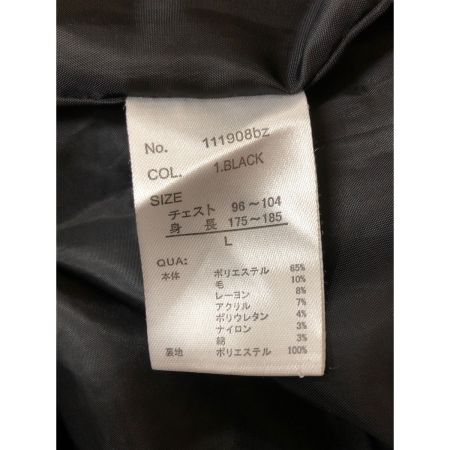 No. 111908bz
COL. 1.BLACK
SIZE
チェスト 96～104
身長 175～185
L
QUA:
本体 ポリエステル 65%
毛 10%
レーヨン 8%
アクリル 7%
ポリウレタン 4%
ナイロン 3%
綿 3%
裏地 ポリエステル 100%